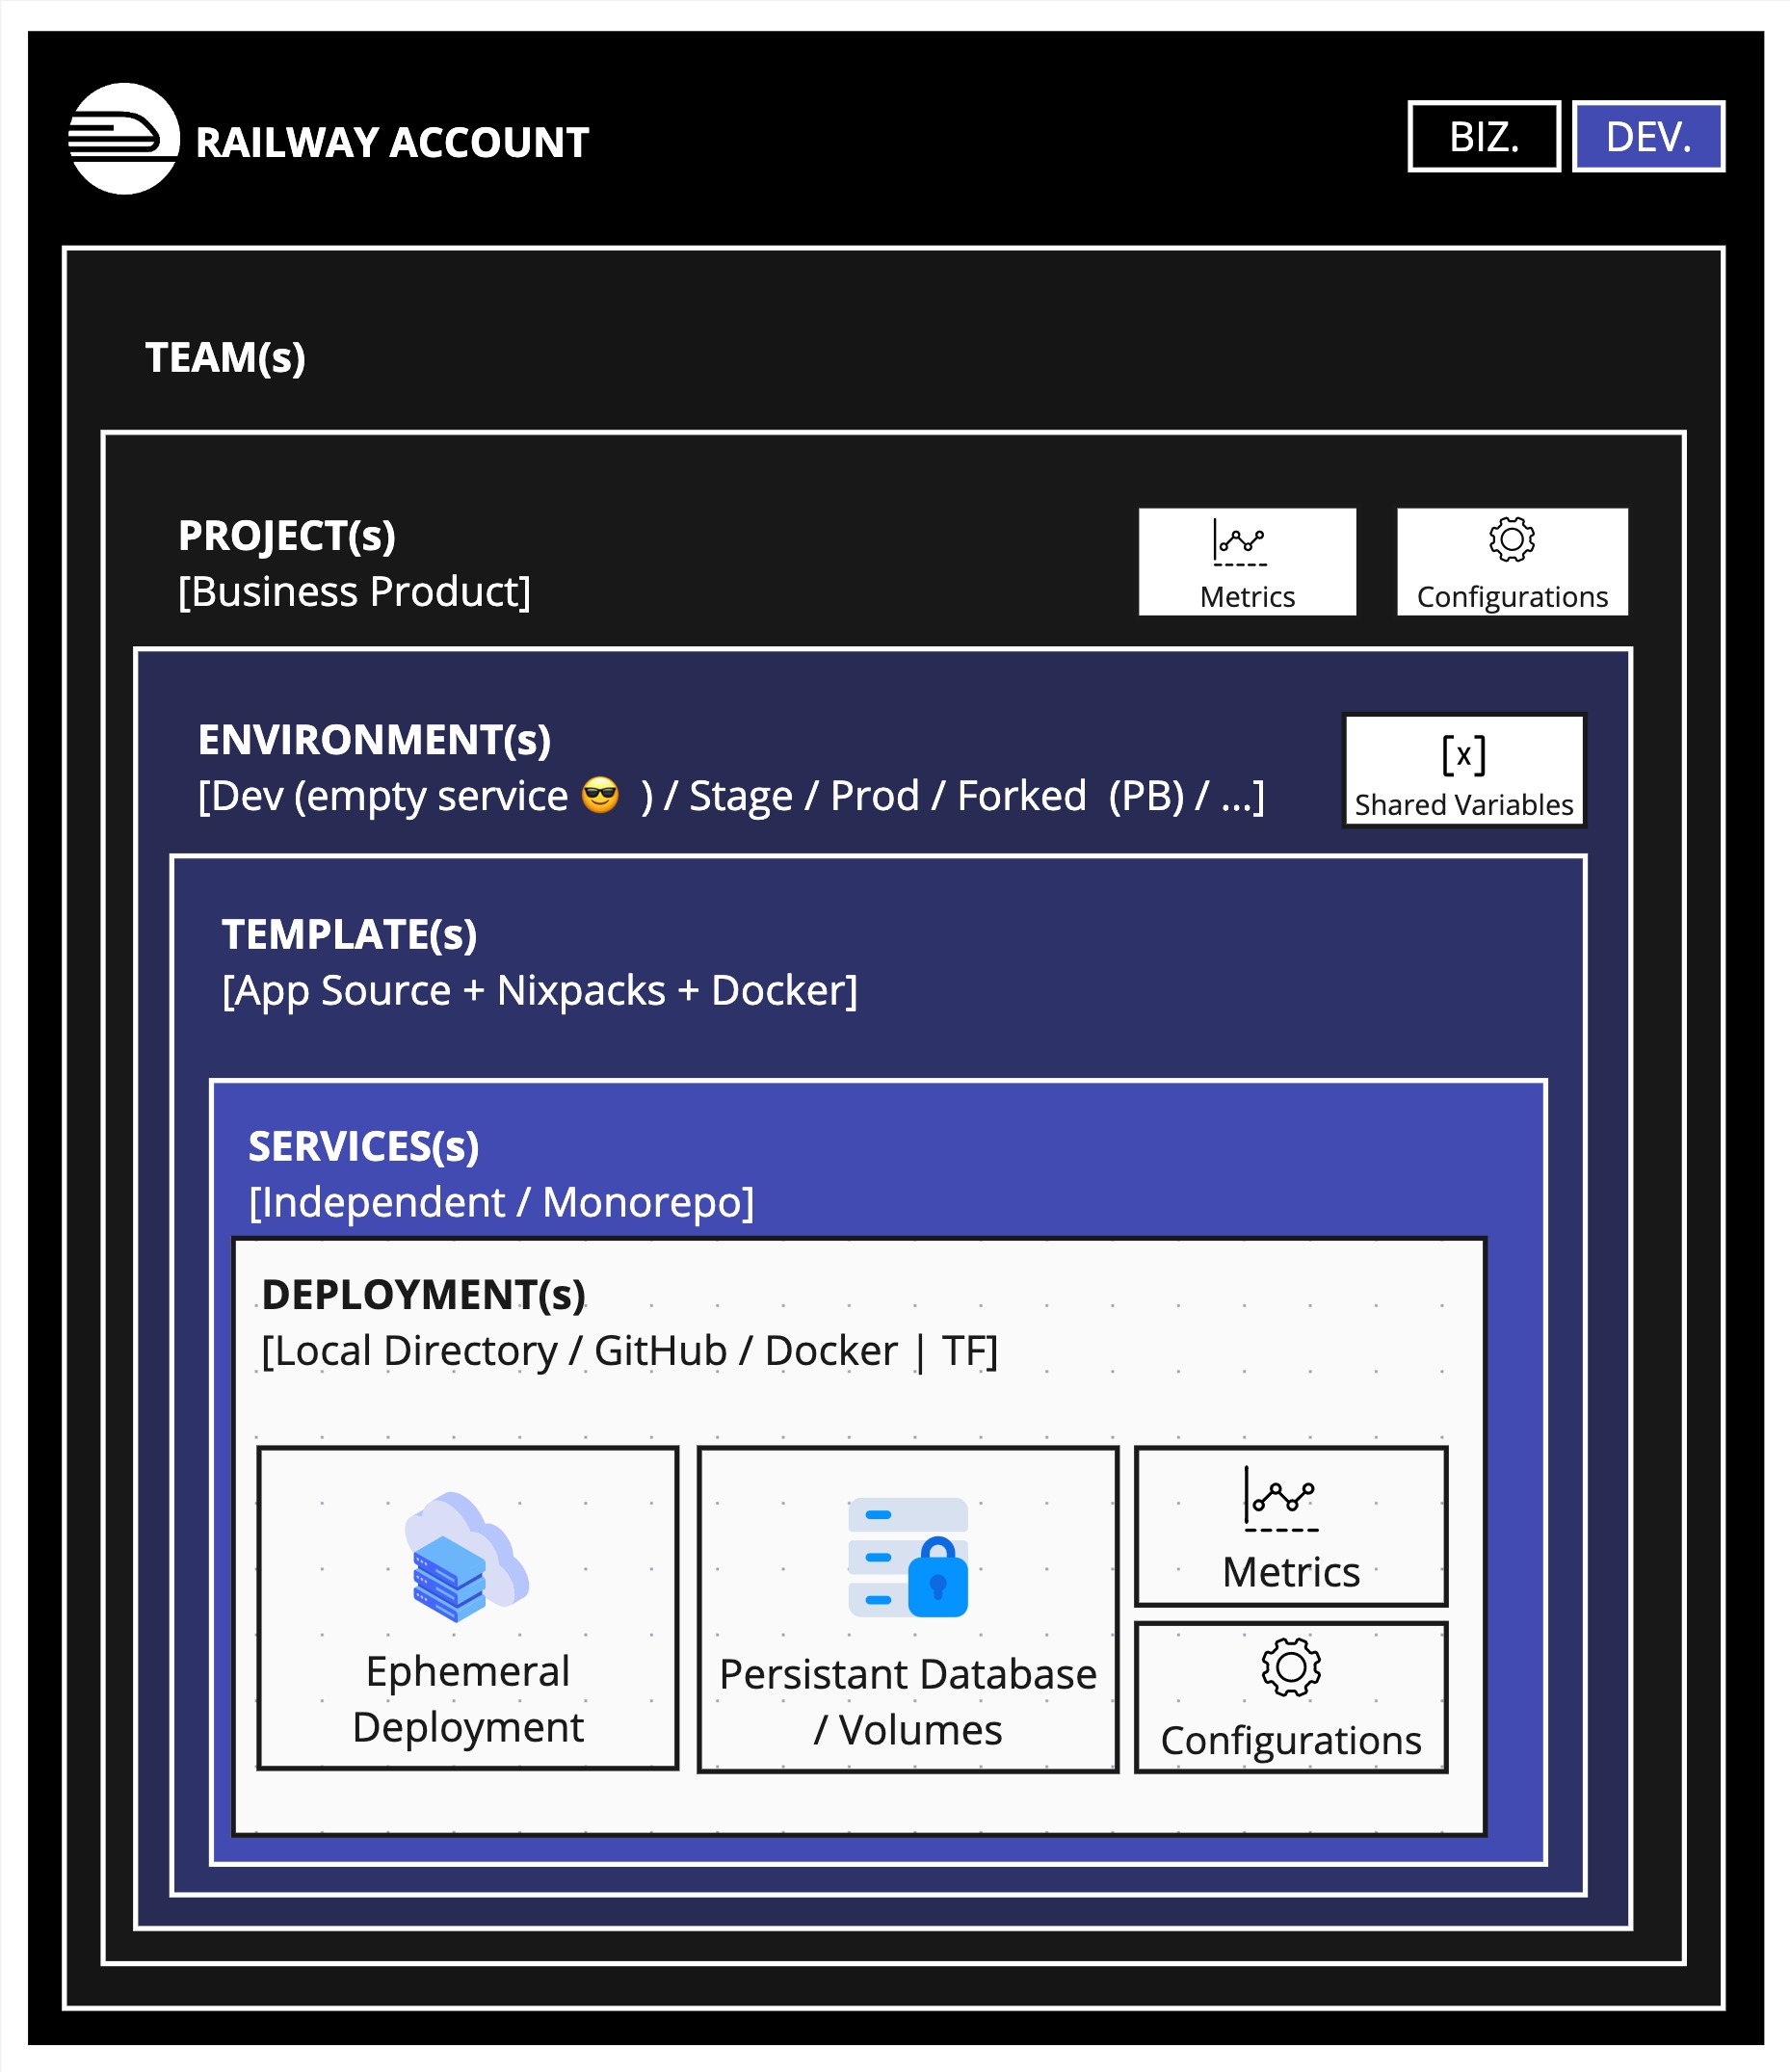 RAILWAY ACCOUNT
BIZ.
DEV.
TEAM(s)
PROJECT(s)
[Business Product]
Metrics
Configurations
ENVIRONMENT(s)
[Dev (empty service 😎 ) / Stage / Prod / Forked (PB) / ...]
[x]
Shared Variables
TEMPLATE(s)
[App Source + Nixpacks + Docker]
SERVICES(s)
[Independent / Monorepo]
DEPLOYMENT(s)
[Local Directory / GitHub / Docker | TF]
Ephemeral
Deployment
Persistant Database
/ Volumes
Metrics
Configurations